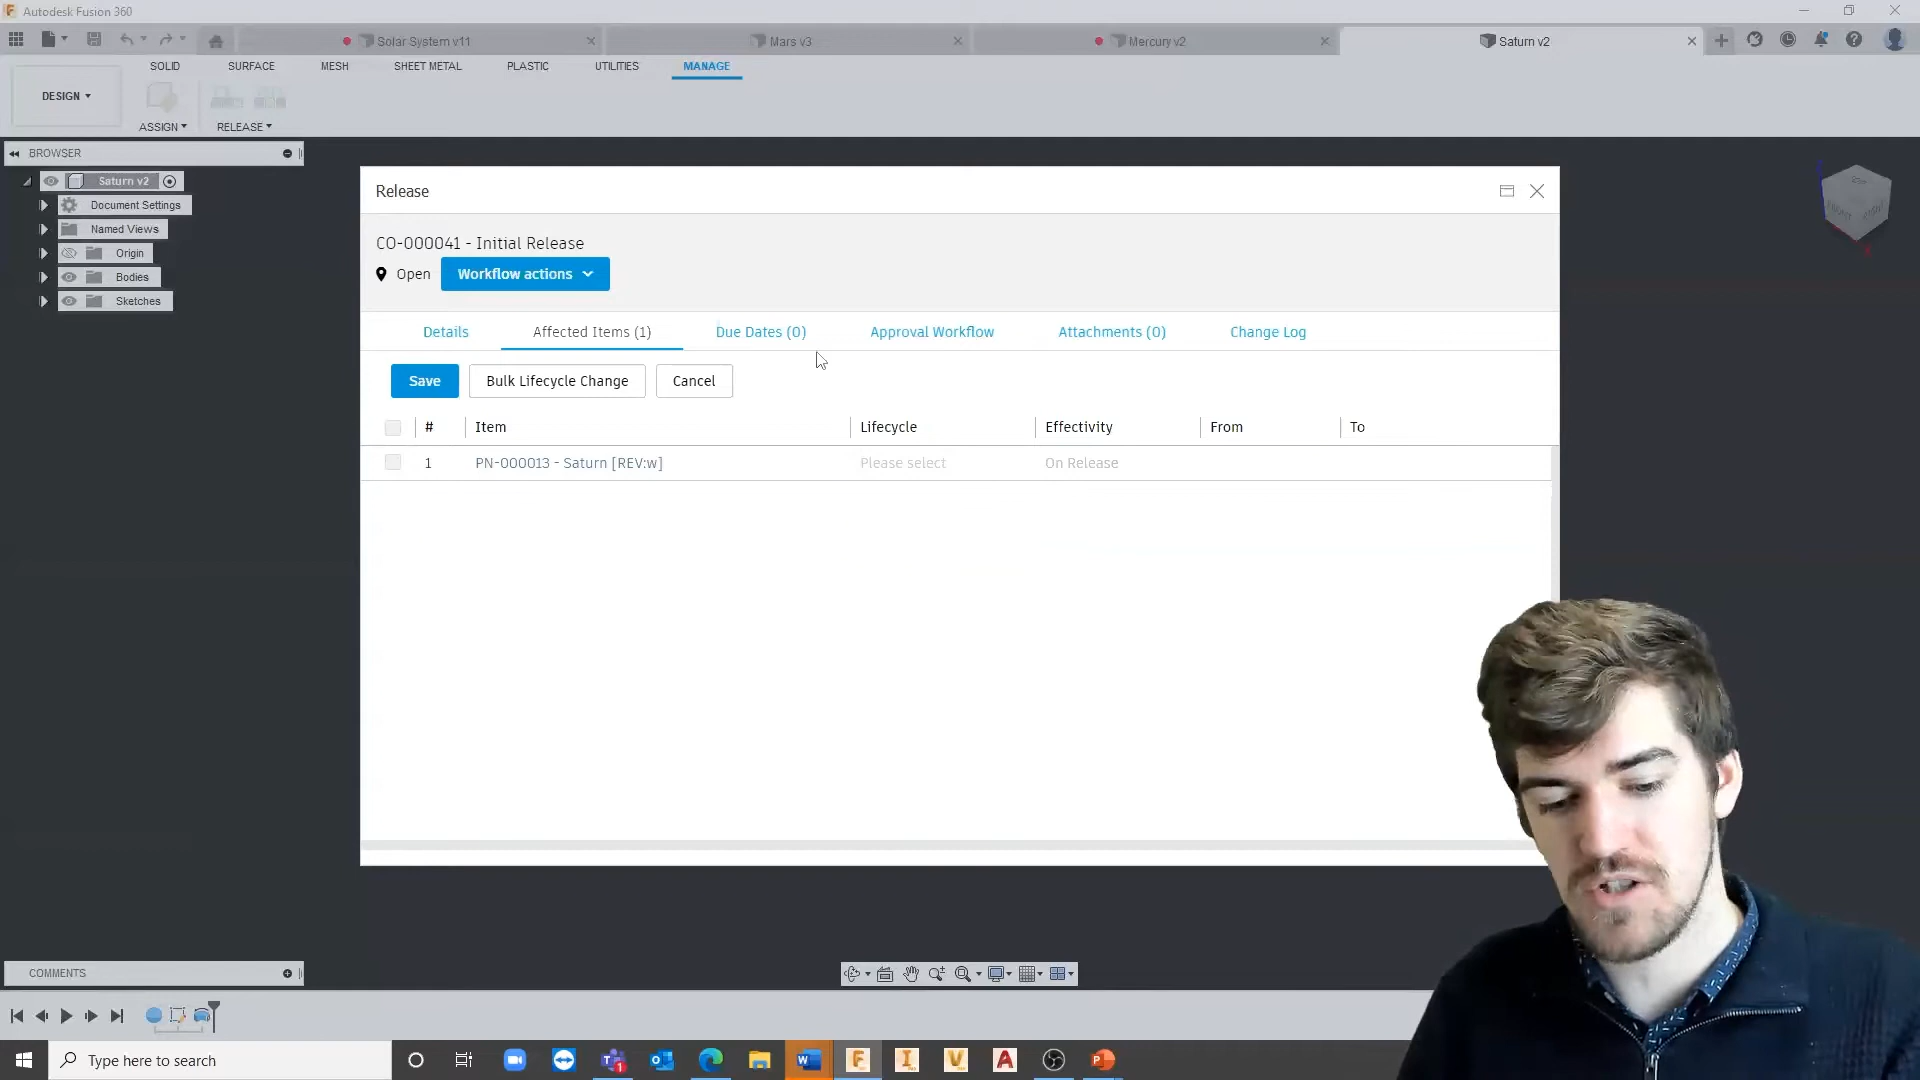 Autodesk Fusion 360
Solar System v11
Mars v3
Mercury v2
Saturn v2
SOLID SURFACE MESH SHEET METAL PLASTIC UTILITIES MANAGE
DESIGN
ASSIGN RELEASE
BROWSER
Saturn v2
Document Settings
Named Views
Origin
Bodies
Sketches
Release
CO-000041 - Initial Release
Open Workflow actions
Details Affected Items (1) Due Dates (0) Approval Workflow Attachments (0) Change Log
Save Bulk Lifecycle Change Cancel
# Item Lifecycle Effectivity From To
1 PN-000013 - Saturn [REV:w] Please select On Release
COMMENTS
Type here to search